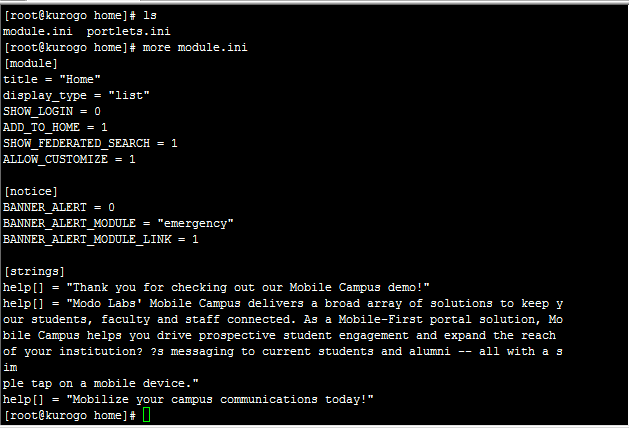 [root@kurogo home]# ls
module.ini  portlets.ini
[root@kurogo home]# more module.ini
[module]
title = "Home"
display_type = "list"
SHOW_LOGIN = 0
ADD_TO_HOME = 1
SHOW_FEDERATED_SEARCH = 1
ALLOW_CUSTOMIZE = 1

[notice]
BANNER_ALERT = 0
BANNER_ALERT_MODULE = "emergency"
BANNER_ALERT_MODULE_LINK = 1

[strings]
help[] = "Thank you for checking out our Mobile Campus demo!"
help[] = "Modo Labs' Mobile Campus delivers a broad array of solutions to keep y
our students, faculty and staff connected. As a Mobile-First portal solution, Mo
bile Campus helps you drive prospective student engagement and expand the reach
of your institution? ?s messaging to current students and alumni -- all with a s
im
ple tap on a mobile device."
help[] = "Mobilize your campus communications today!"
[root@kurogo home]#